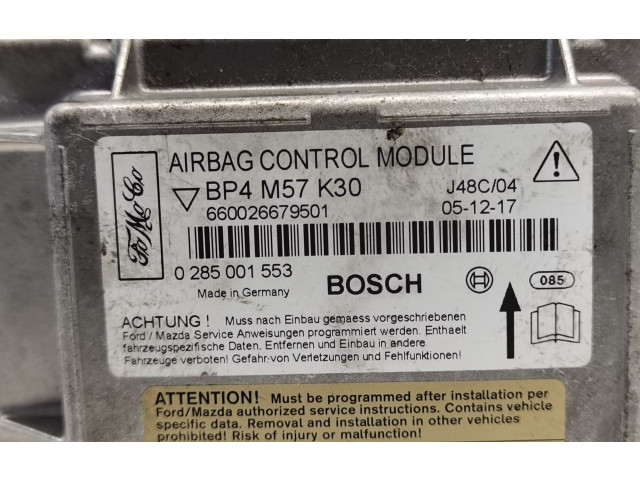 FoMoCo
AIRBAG CONTROL MODULE
BP4 M57 K30 J48C/04
660026679501 05-12-17
0 285 001 553
Made in Germany BOSCH 085
ACHTUNG ! Muss nach Einbau gemaess vorgeschriebenen
Ford / Mazda Service Anweisungen programmiert werden. Enthaelt
fahrzeugspezifische Daten. Entfernen und Einbau in andere
Fahrzeuge verboten! Gefahr von Verletzungen und Fehlfunktionen!
ATTENTION! Must be programmed after installation per
Ford/Mazda authorized service instructions. Contains vehicle
specific data. Removal and installation in other vehicles
prohibited! Risk of injury or malfunction!